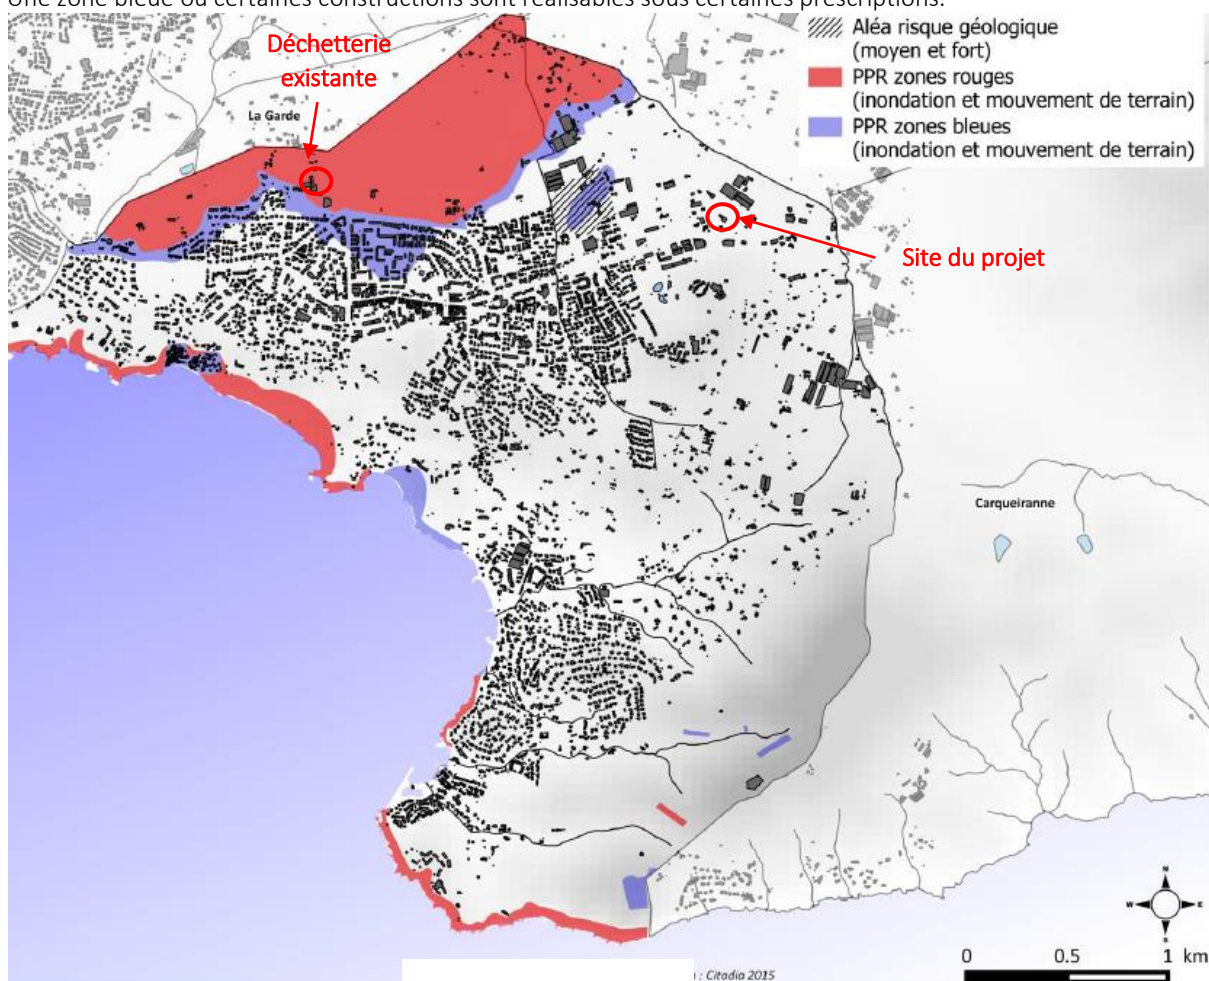 Une zone bleue où certaines constructions sont réalisables sous certaines prescriptions.
Aléa risque géologique
(moyen et fort)
PPR zones rouges
(inondation et mouvement de terrain)
PPR zones bleues
(inondation et mouvement de terrain)
Déchetterie
existante
La Garde
Site du projet
Carqueiranne
N
W
E
S
0 0.5 1 km
: Citadia 2015